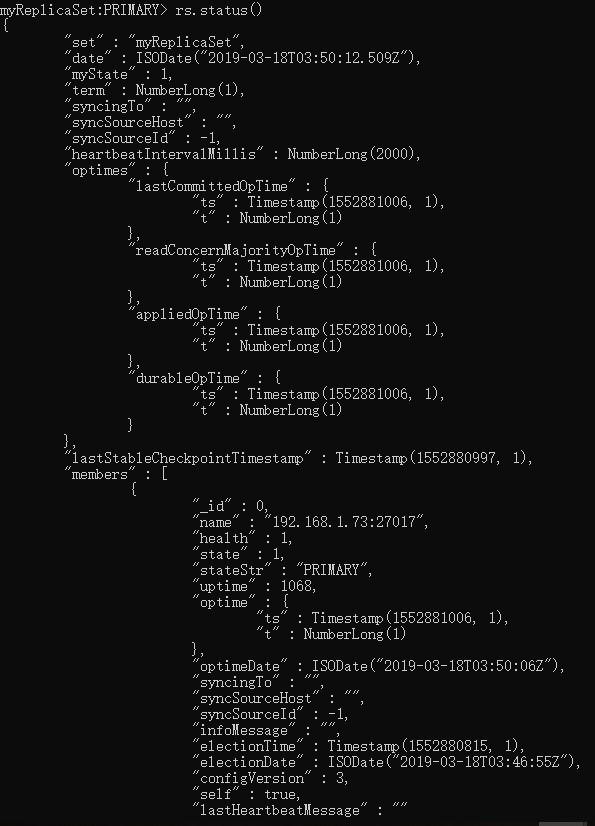 myReplicaSet:PRIMARY> rs.status()
{
        "set" : "myReplicaSet",
        "date" : ISODate("2019-03-18T03:50:12.509Z"),
        "myState" : 1,
        "term" : NumberLong(1),
        "syncingTo" : "",
        "syncSourceHost" : "",
        "syncSourceId" : -1,
        "heartbeatIntervalMillis" : NumberLong(2000),
        "optimes" : {
                "lastCommittedOpTime" : {
                        "ts" : Timestamp(1552881006, 1),
                        "t" : NumberLong(1)
                },
                "readConcernMajorityOpTime" : {
                        "ts" : Timestamp(1552881006, 1),
                        "t" : NumberLong(1)
                },
                "appliedOpTime" : {
                        "ts" : Timestamp(1552881006, 1),
                        "t" : NumberLong(1)
                },
                "durableOpTime" : {
                        "ts" : Timestamp(1552881006, 1),
                        "t" : NumberLong(1)
                }
        },
        "lastStableCheckpointTimestamp" : Timestamp(1552880997, 1),
        "members" : [
                {
                        "_id" : 0,
                        "name" : "192.168.1.73:27017",
                        "health" : 1,
                        "state" : 1,
                        "stateStr" : "PRIMARY",
                        "uptime" : 1068,
                        "optime" : {
                                "ts" : Timestamp(1552881006, 1),
                                "t" : NumberLong(1)
                        },
                        "optimeDate" : ISODate("2019-03-18T03:50:06Z"),
                        "syncingTo" : "",
                        "syncSourceHost" : "",
                        "syncSourceId" : -1,
                        "infoMessage" : "",
                        "electionTime" : Timestamp(1552880815, 1),
                        "electionDate" : ISODate("2019-03-18T03:46:55Z"),
                        "configVersion" : 3,
                        "self" : true,
                        "lastHeartbeatMessage" : ""